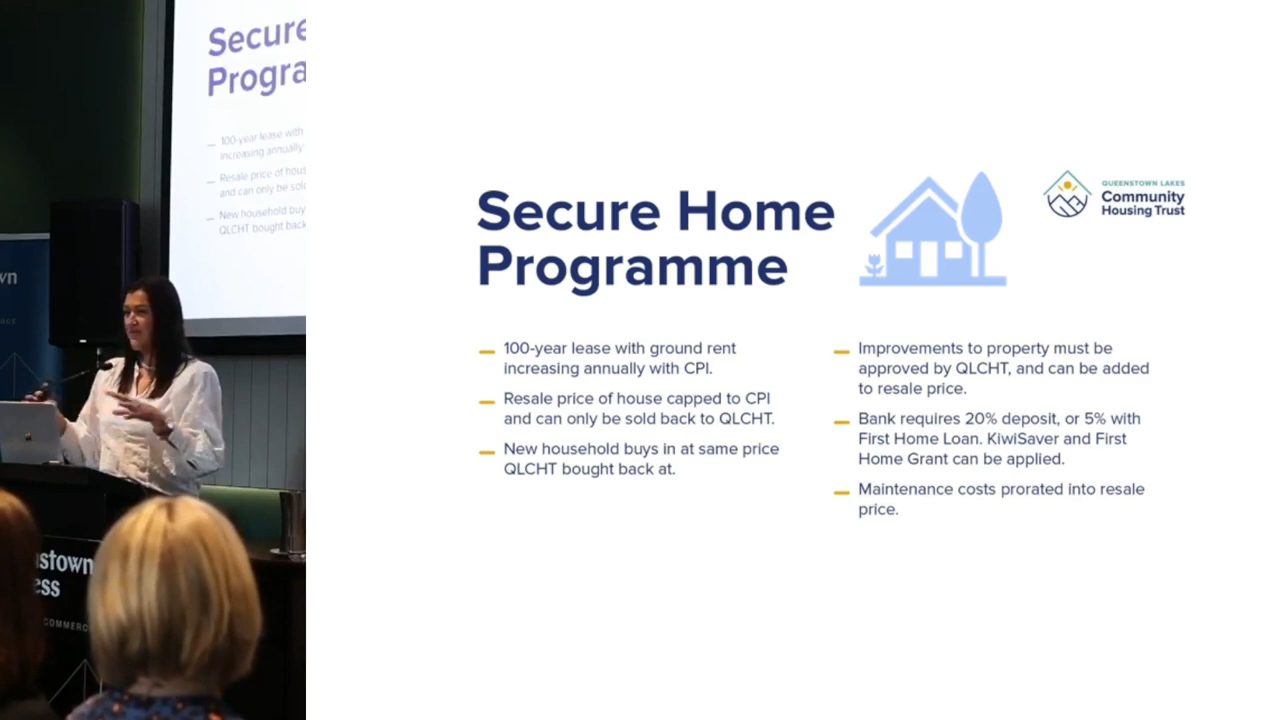 Secure
Progra
100-year lease with
increasing annually
Resale price of hous
and can only be sold
New household buy
QLCHT bought back
wn
stown
ess
COMMERC
Secure Home
Programme
QUEENSTOWN LAKES
Community
Housing Trust
100-year lease with ground rent
increasing annually with CPI.
Resale price of house capped to CPI
and can only be sold back to QLCHT.
New household buys in at same price
QLCHT bought back at.
Improvements to property must be
approved by QLCHT, and can be added
to resale price.
Bank requires 20% deposit, or 5% with
First Home Loan. KiwiSaver and First
Home Grant can be applied.
Maintenance costs prorated into resale
price.